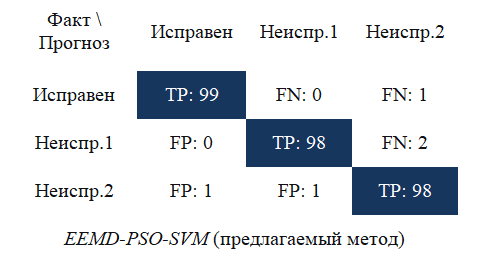 Факт \
Прогноз
Исправен Неиспр.1 Неиспр.2
Исправен TP: 99 FN: 0 FN: 1
Неиспр.1 FP: 0 TP: 98 FN: 2
Неиспр.2 FP: 1 FP: 1 TP: 98
EEMD-PSO-SVM (предлагаемый метод)